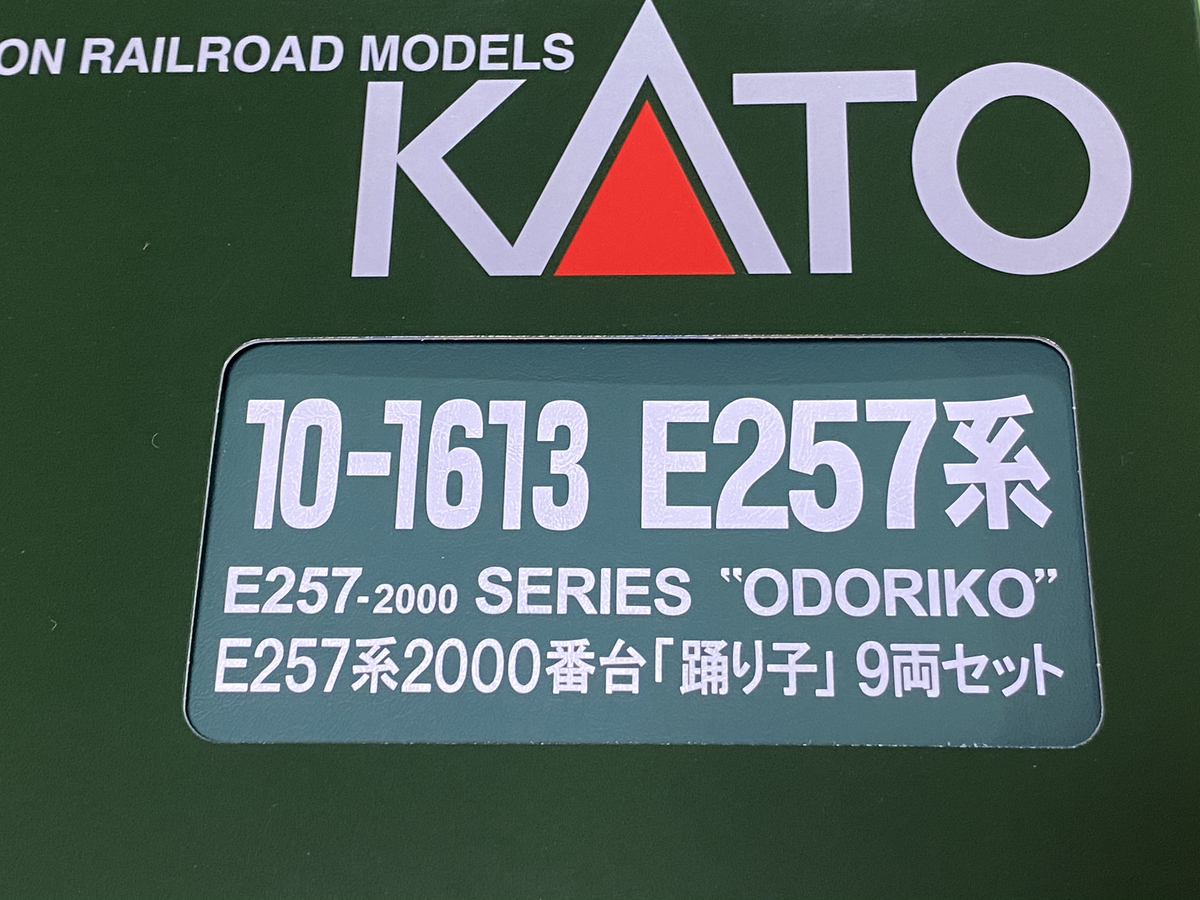 ON RAILROAD MODELS
KATO
10-1613 E257系
E257-2000 SERIES “ODORIKO”
E257系2000番台「踊り子」9両セット